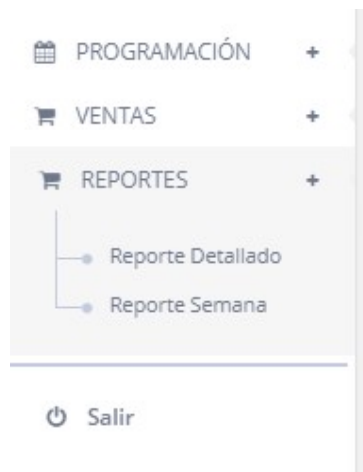 PROGRAMACIÓN +
VENTAS +
REPORTES +
Reporte Detallado
Reporte Semana
Salir